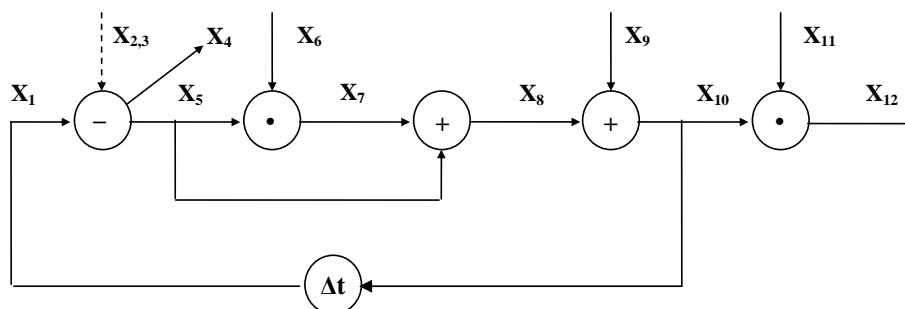 X2,3
X4
X6
X9
X11
X1
−
X5
•
X7
+
X8
+
X10
•
X12
Δt